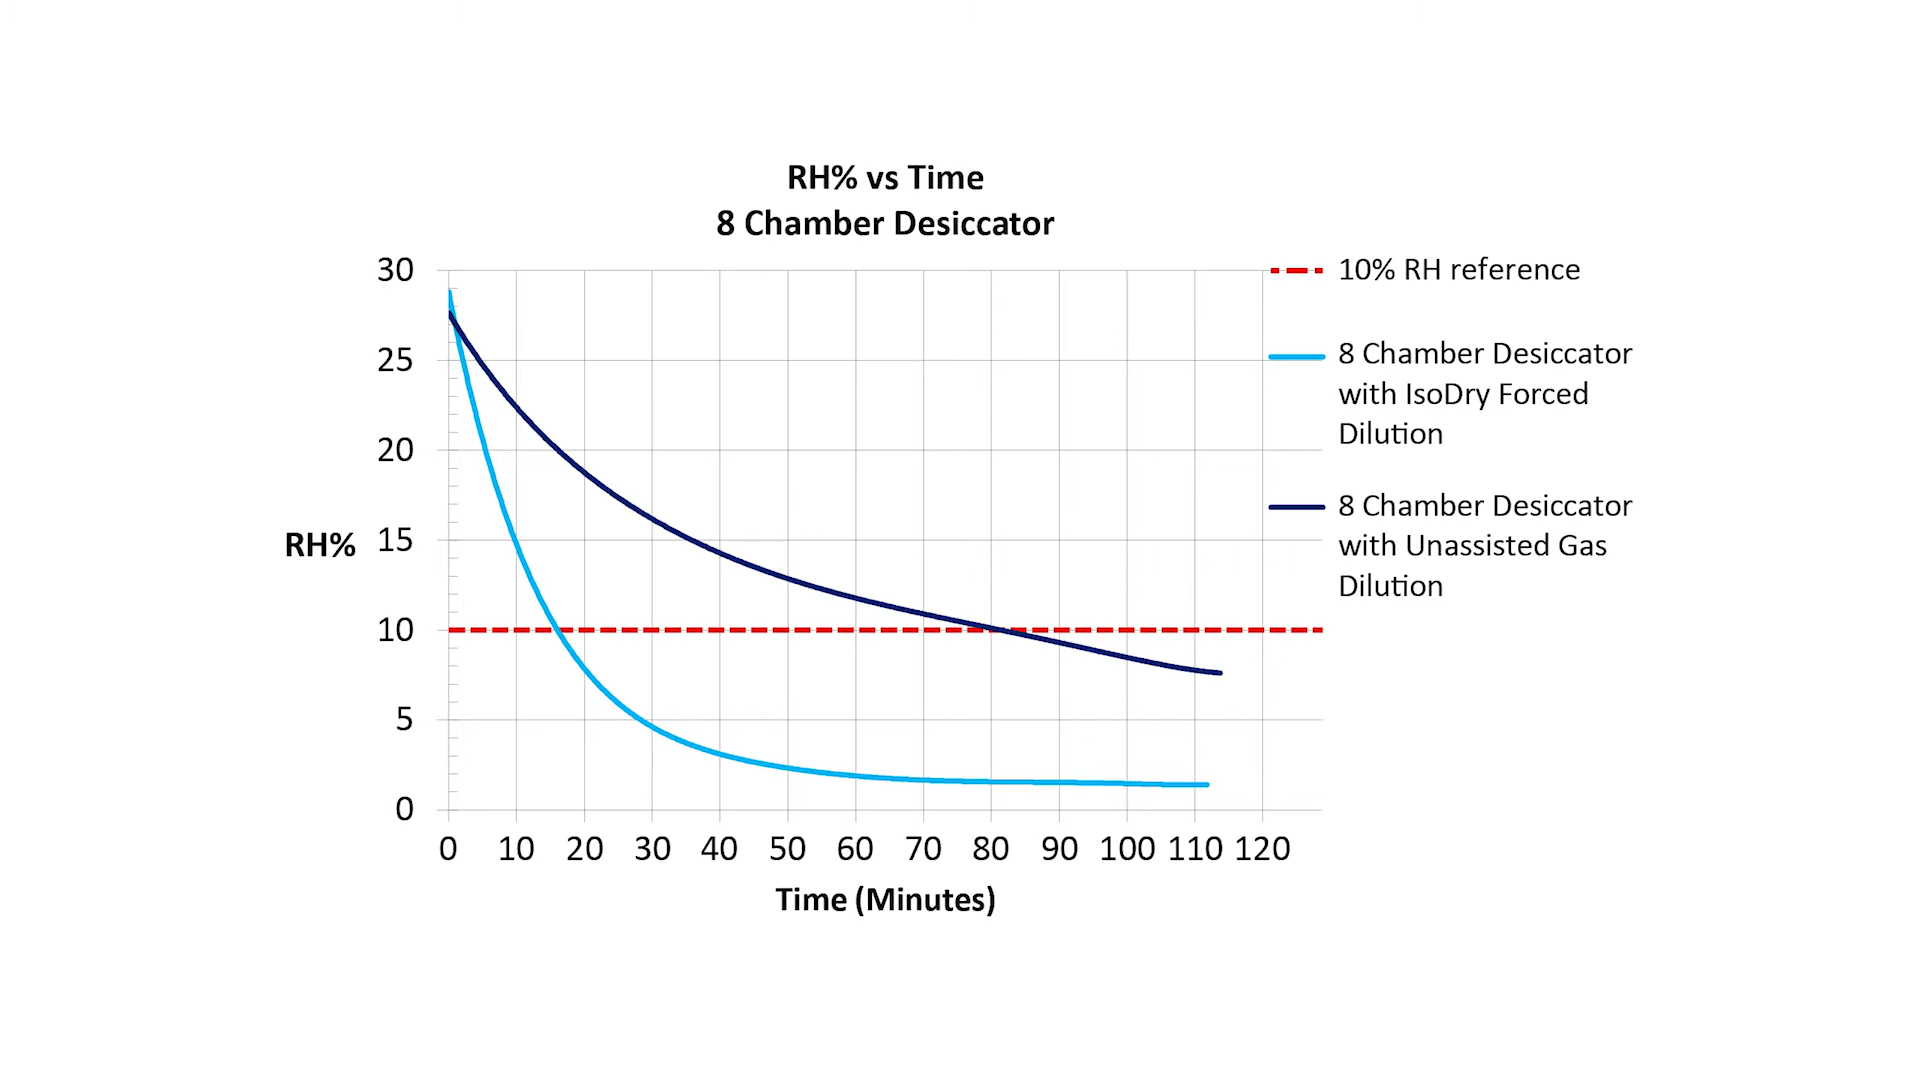 RH% vs Time
8 Chamber Desiccator
30
25
20
15
10
5
0
RH%
0 10 20 30 40 50 60 70 80 90 100 110 120
Time (Minutes)
10% RH reference
8 Chamber Desiccator
with IsoDry Forced
Dilution
8 Chamber Desiccator
with Unassisted Gas
Dilution